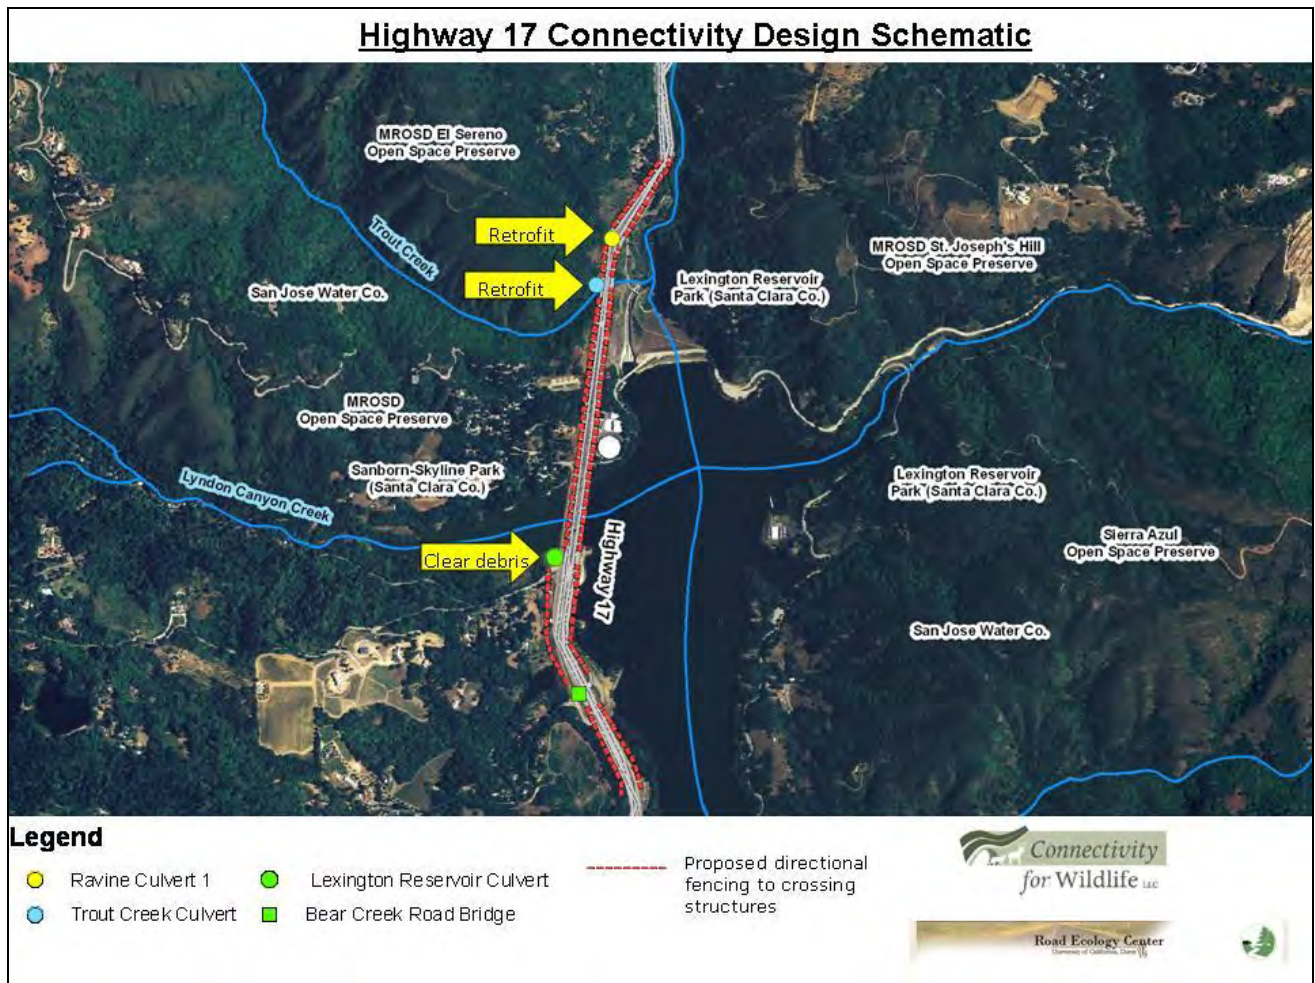 Highway 17 Connectivity Design Schematic
MROSD El Sereno
Open Space Preserve
Trout Creek
Retrofit
Retrofit
San Jose Water Co.
MROSD St. Joseph's Hill
Open Space Preserve
Lexington Reservoir
Park (Santa Clara Co.)
MROSD
Open Space Preserve
Sanborn-Skyline Park
(Santa Clara Co.)
Lyndon Canyon Creek
Clear debris
Highway 17
Lexington Reservoir
Park (Santa Clara Co.)
Sierra Azul
Open Space Preserve
San Jose Water Co.
Legend
Ravine Culvert 1
Trout Creek Culvert
Lexington Reservoir Culvert
Bear Creek Road Bridge
Proposed directional
fencing to crossing
structures
Connectivity
for Wildlife LLC
Road Ecology Center
University of California, Davis